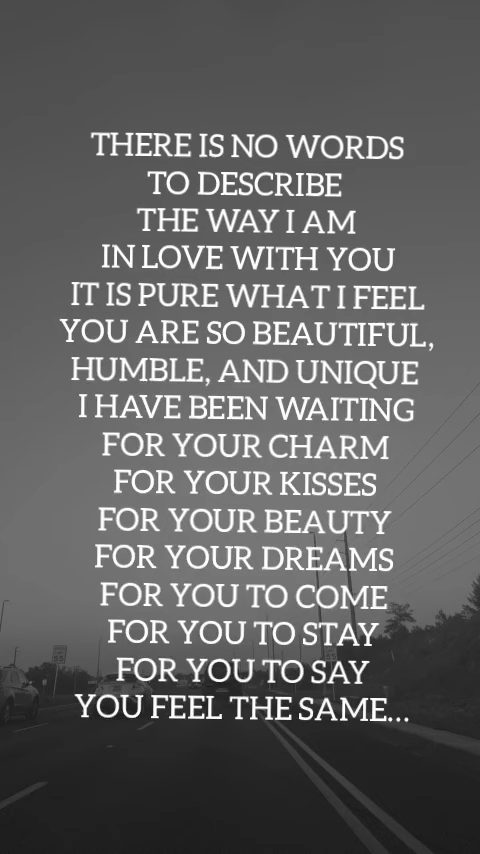 THERE IS NO WORDS
TO DESCRIBE
THE WAY I AM
IN LOVE WITH YOU
IT IS PURE WHAT I FEEL
YOU ARE SO BEAUTIFUL,
HUMBLE, AND UNIQUE
I HAVE BEEN WAITING
FOR YOUR CHARM
FOR YOUR KISSES
FOR YOUR BEAUTY
FOR YOUR DREAMS
FOR YOU TO COME
FOR YOU TO STAY
FOR YOU TO SAY
YOU FEEL THE SAME...